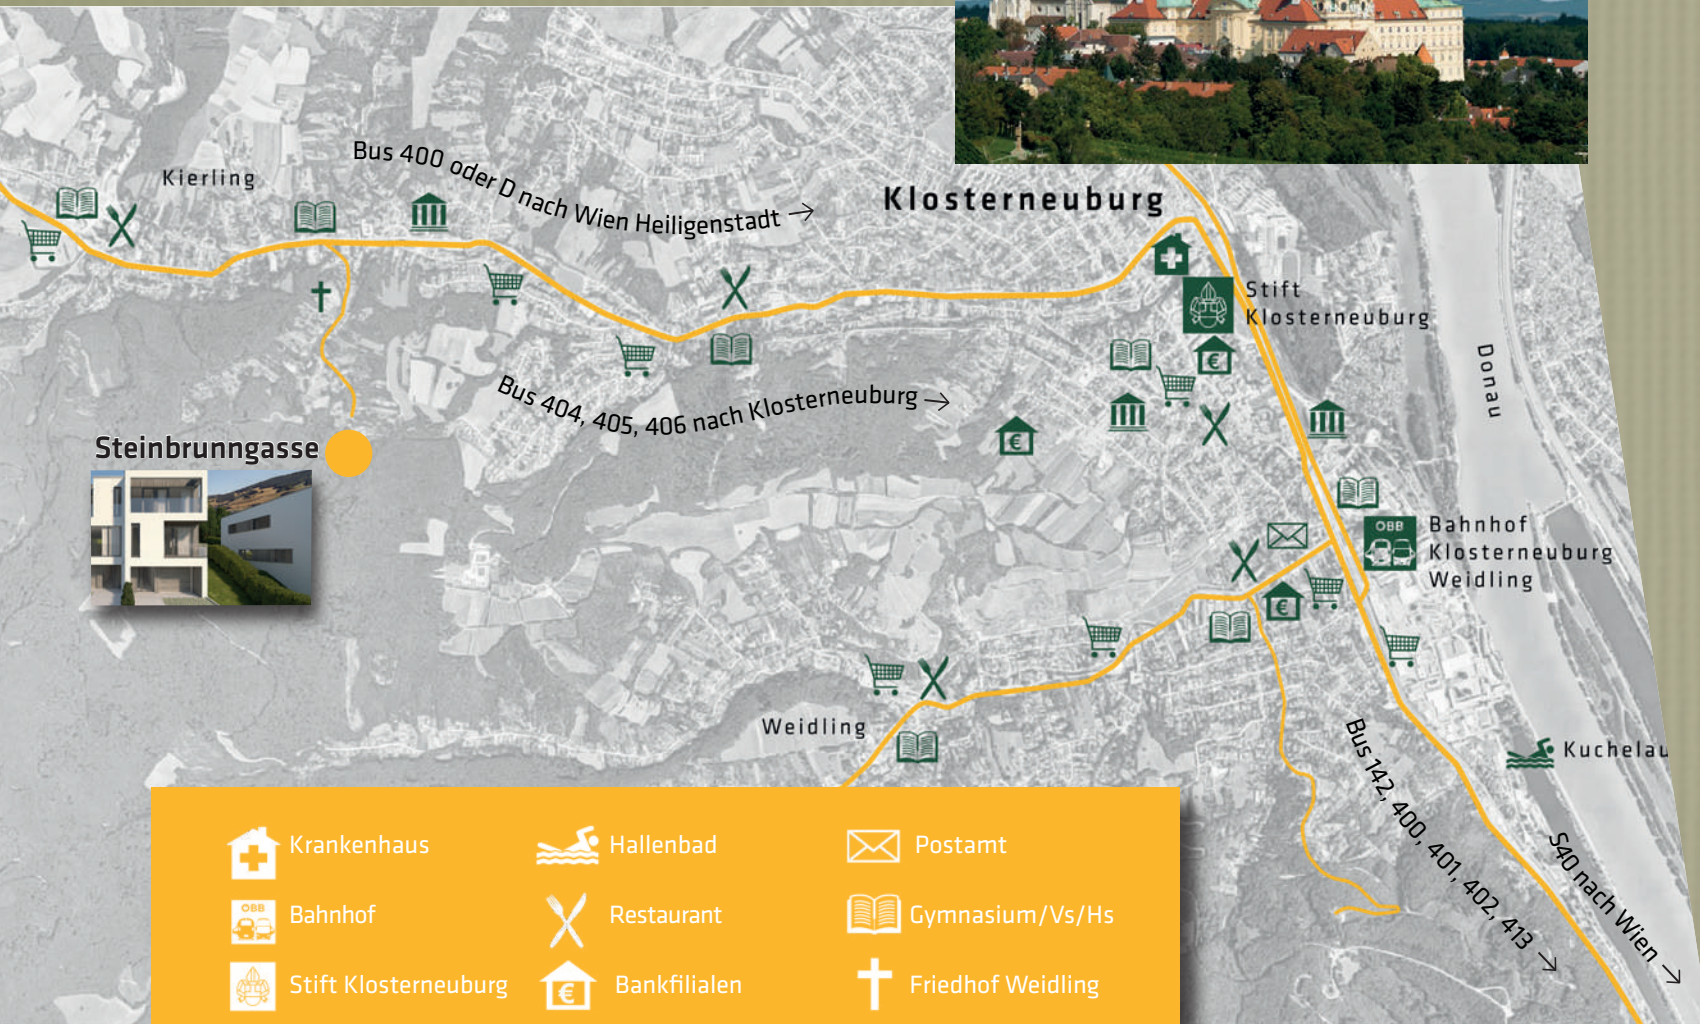 Kierling
Bus 400 oder D nach Wien Heiligenstadt →
Klosterneuburg
Stift
Klosterneuburg
Donau
Bus 404, 405, 406 nach Klosterneuburg →
€
€
Steinbrunngasse
ÖBB
Bahnhof
Klosterneuburg
Weidling
€
Weidling
Kuchelau
Bus 142, 400, 401, 402, 413 →
S40 nach Wien →
Krankenhaus
Hallenbad
Postamt
ÖBB
Bahnhof
Restaurant
Gymnasium/Vs/Hs
Stift Klosterneuburg
€
Bankfilialen
Friedhof Weidling